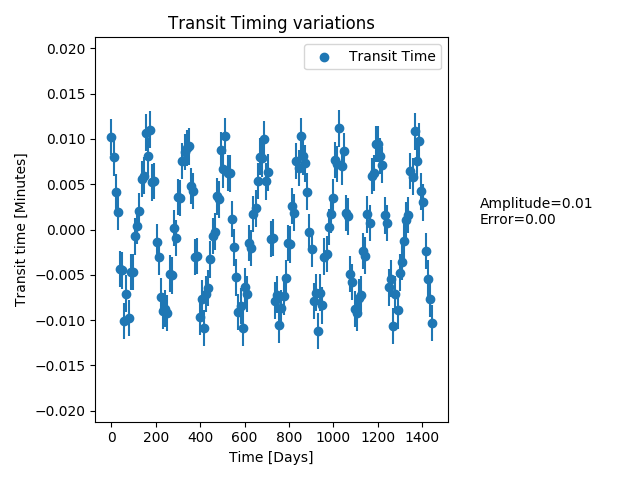 Transit Timing variations
Transit Time
Transit time [Minutes]
0.020
0.015
0.010
0.005
0.000
−0.005
−0.010
−0.015
−0.020
0 200 400 600 800 1000 1200 1400
Time [Days]
Amplitude=0.01
Error=0.00